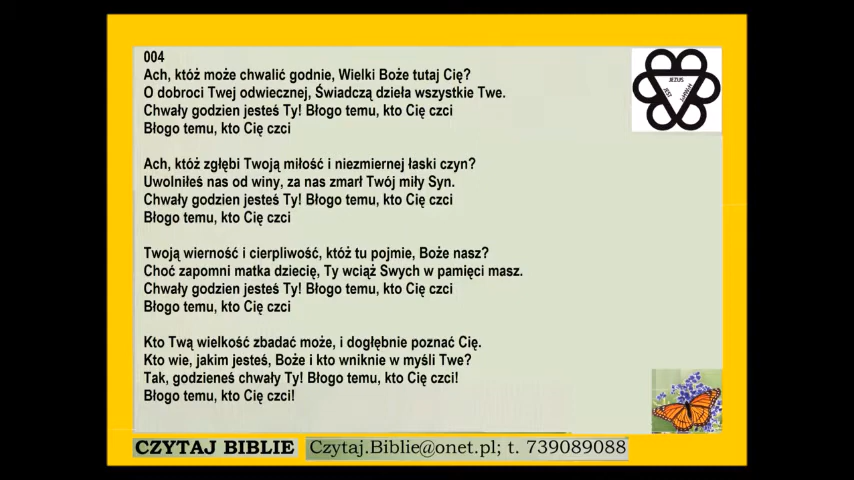 004
Ach, któż może chwalić godnie, Wielki Boże tutaj Cię?
O dobroci Twej odwiecznej, Świadczą dzieła wszystkie Twe.
Chwały godzien jesteś Ty! Błogo temu, kto Cię czci
Błogo temu, kto Cię czci
Ach, któż zgłębi Twoją miłość i niezmiernej łaski czyn?
Uwolniłeś nas od winy, za nas zmarł Twój miły Syn.
Chwały godzien jesteś Ty! Błogo temu, kto Cię czci
Błogo temu, kto Cię czci
Twoją wierność i cierpliwość, któż tu pojmie, Boże nasz?
Choć zapomni matka dziecię, Ty wciąż Swych w pamięci masz.
Chwały godzien jesteś Ty! Błogo temu, kto Cię czci
Błogo temu, kto Cię czci
Kto Twą wielkość zbadać może, i dogłębnie poznać Cię.
Kto wie, jakim jesteś, Boże i kto wniknie w myśli Twe?
Tak, godzieneś chwały Ty! Błogo temu, kto Cię czci!
Błogo temu, kto Cię czci!
JEZUS
JEST
CZYTAJ BIBLIE
Czytaj.Biblie@onet.pl; t. 739089088